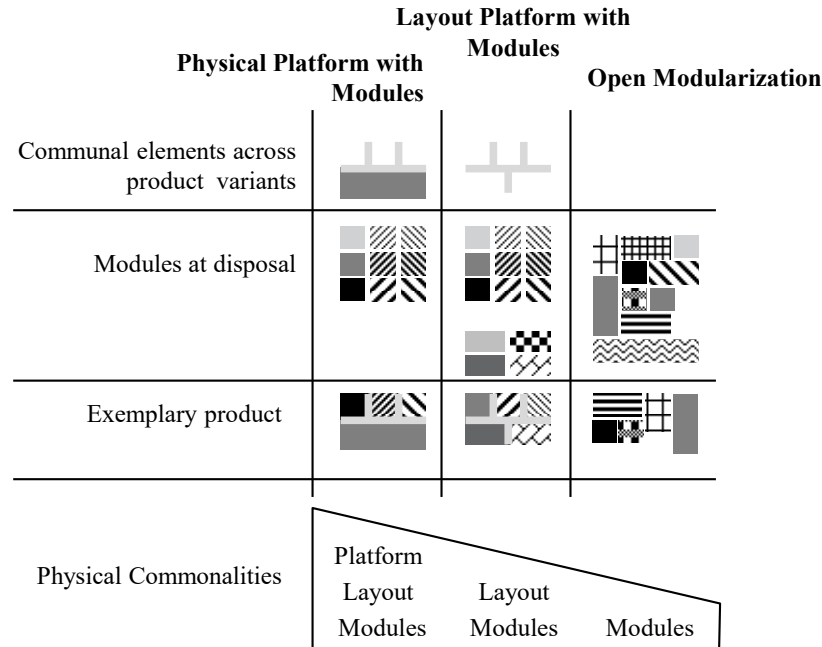 Layout Platform with
Modules
Physical Platform with
Modules
Open Modularization
Communal elements across
product variants
Modules at disposal
Exemplary product
Physical Commonalities
Platform
Layout
Modules
Layout
Modules
Modules